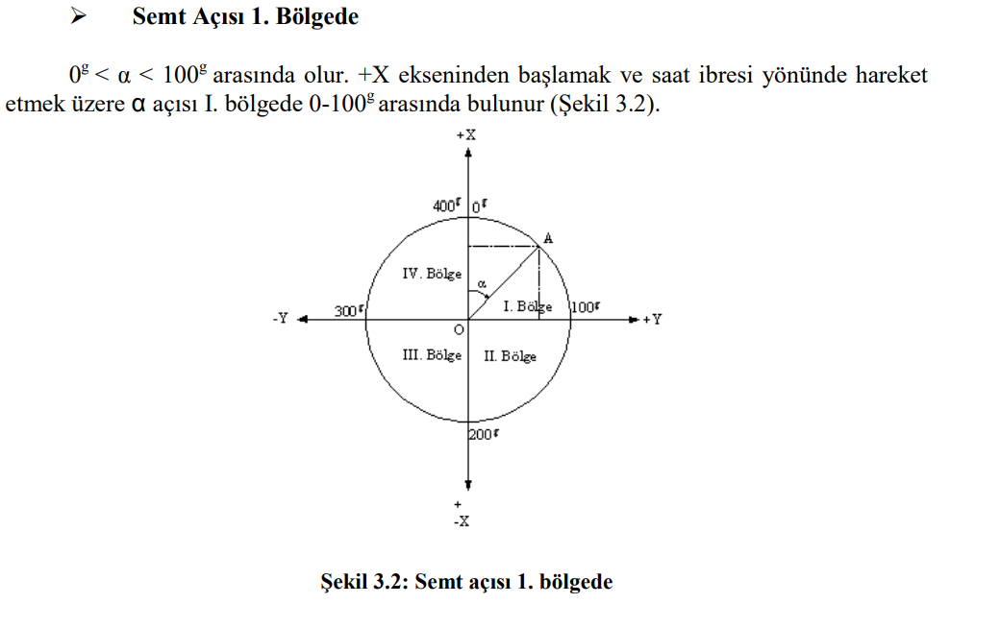 ➢ Semt Açısı 1. Bölgede
0ᵍ < α < 100ᵍ arasında olur. +X ekseninden başlamak ve saat ibresi yönünde hareket
etmek üzere α açısı I. bölgede 0-100ᵍ arasında bulunur (Şekil 3.2).
+X
400ᵍ 0ᵍ
A
IV. Bölge
α
300ᵍ
I. Bölge
100ᵍ
-Y
+Y
O
III. Bölge
II. Bölge
200ᵍ
+
-X
Şekil 3.2: Semt açısı 1. bölgede